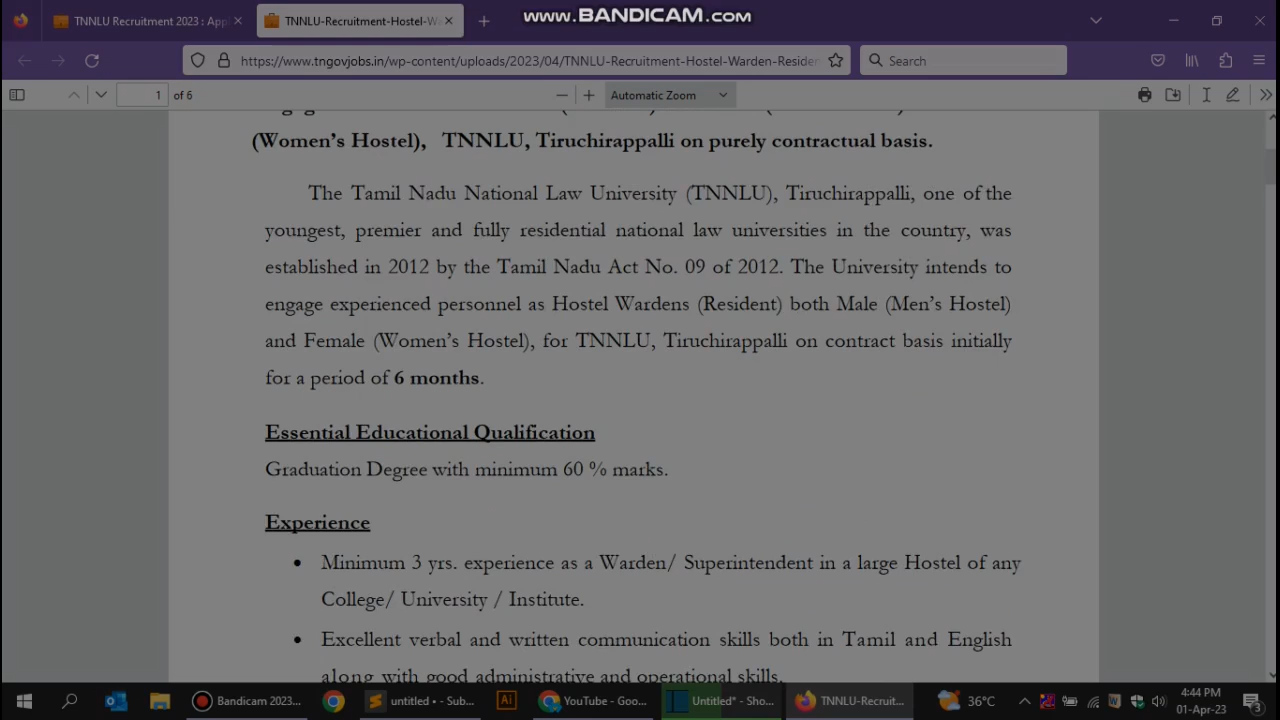 www.BANDICAM.com
TNNLU Recruitment 2023 : Appl
TNNLU-Recruitment-Hostel-Wa
https://www.tngovjobs.in/wp-content/uploads/2023/04/TNNLU-Recruitment-Hostel-Warden-Residen
Search
1 of 6
Automatic Zoom
(Women's Hostel), TNNLU, Tiruchirappalli on purely contractual basis.
The Tamil Nadu National Law University (TNNLU), Tiruchirappalli, one of the
youngest, premier and fully residential national law universities in the country, was
established in 2012 by the Tamil Nadu Act No. 09 of 2012. The University intends to
engage experienced personnel as Hostel Wardens (Resident) both Male (Men's Hostel)
and Female (Women's Hostel), for TNNLU, Tiruchirappalli on contract basis initially
for a period of 6 months.
Essential Educational Qualification
Graduation Degree with minimum 60 % marks.
Experience
• Minimum 3 yrs. experience as a Warden/ Superintendent in a large Hostel of any
College/ University / Institute.
• Excellent verbal and written communication skills both in Tamil and English
along with good administrative and operational skills.
Bandicam 2023...
untitled • - Sub...
YouTube - Goo...
Untitled* - Sho...
TNNLU-Recruit...
36°C
4:44 PM
01-Apr-23
3